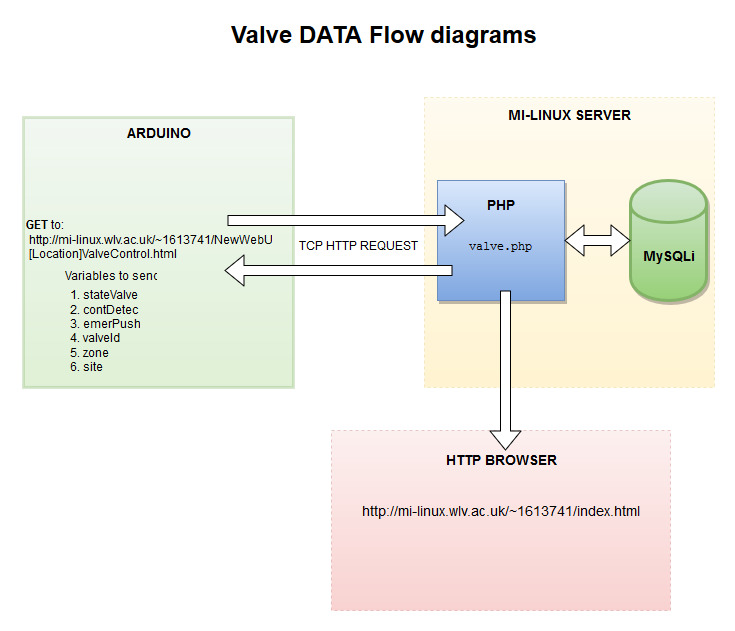 Valve DATA Flow diagrams
ARDUINO
GET to:
http://mi-linux.wlv.ac.uk/~1613741/NewWebU
[Location]ValveControl.html
Variables to send
1. stateValve
2. contDetec
3. emerPush
4. valveId
5. zone
6. site
TCP HTTP REQUEST
MI-LINUX SERVER
PHP
valve.php
MySQLi
HTTP BROWSER
http://mi-linux.wlv.ac.uk/~1613741/index.html